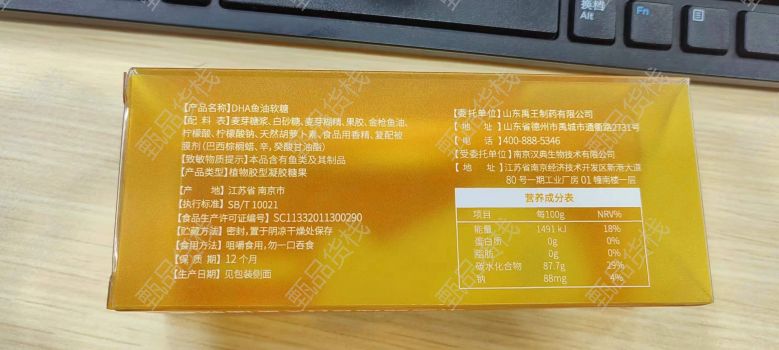 换档
Alt
Fn
【产品名称】DHA鱼油软糖
【配 料 表】麦芽糖浆、白砂糖、麦芽糊精、果胶、金枪鱼油、
柠檬酸、柠檬酸钠、天然胡萝卜素、食品用香精、复配被
膜剂(巴西棕榈蜡、辛，癸酸甘油酯)
【致敏物质提示】本品含有鱼类及其制品
【产品类型】植物胶型凝胶糖果
【产 地】江苏省 南京市
【执行标准】SB/T 10021
【食品生产许可证编号】SC11332011300290
【贮藏方法】密封，置于阴凉干燥处保存
【食用方法】咀嚼食用，勿一口吞食
【保 质 期】12个月
【生产日期】见包装侧面
【委托单位】山东禹王制药有限公司
【地 址】山东省德州市禹城市通衢路2731号
【电 话】400-888-5346
【受委托单位】南京汉典生物技术有限公司
【地 址】江苏省南京经济技术开发区新港大道
80号一期工业厂房01幢南楼一层
营养成分表
项目 每100g NRV%
能量 1491 kJ 18%
蛋白质 0g 0%
脂肪 0g 0%
碳水化合物 87.7g 29%
钠 88mg 4%
甄品货栈